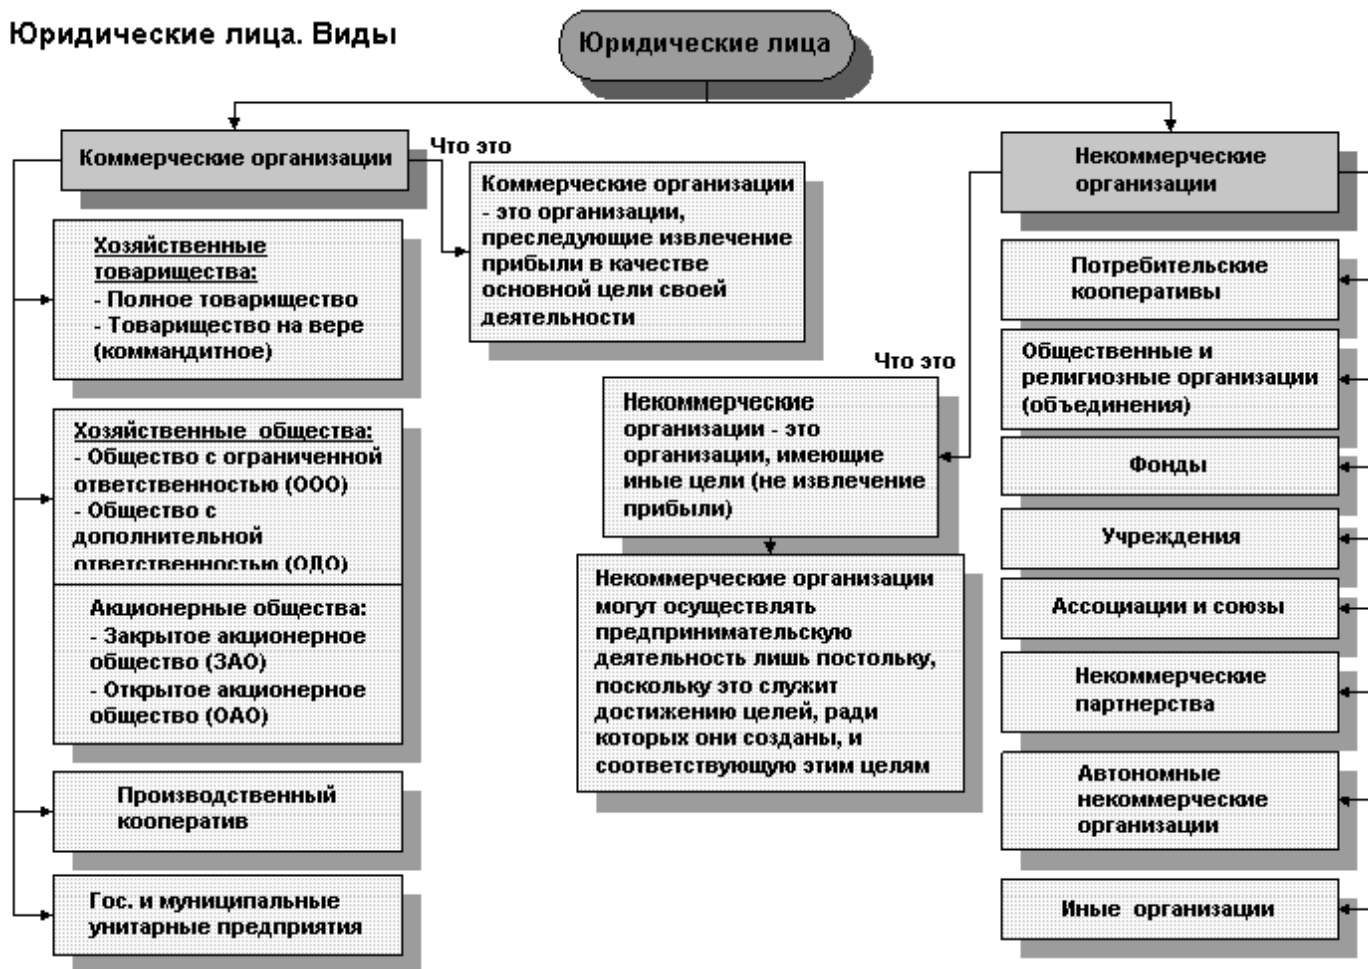 Юридические лица. Виды
Юридические лица
Коммерческие организации
Что это
Коммерческие организации
- это организации,
преследующие извлечение
прибыли в качестве
основной цели своей
деятельности
Хозяйственные
товарищества:
- Полное товарищество
- Товарищество на вере
(коммандитное)
Хозяйственные общества:
- Общество с ограниченной
ответственностью (ООО)
- Общество с
дополнительной
ответственностью (ОДО)
Акционерные общества:
- Закрытое акционерное
общество (ЗАО)
- Открытое акционерное
общество (ОАО)
Производственный
кооператив
Гос. и муниципальные
унитарные предприятия
Что это
Некоммерческие
организации - это
организации, имеющие
иные цели (не извлечение
прибыли)
Некоммерческие организации
могут осуществлять
предпринимательскую
деятельность лишь постольку,
поскольку это служит
достижению целей, ради
которых они созданы, и
соответствующую этим целям
Некоммерческие
организации
Потребительские
кооперативы
Общественные и
религиозные организации
(объединения)
Фонды
Учреждения
Ассоциации и союзы
Некоммерческие
партнерства
Автономные
некоммерческие
организации
Иные организации